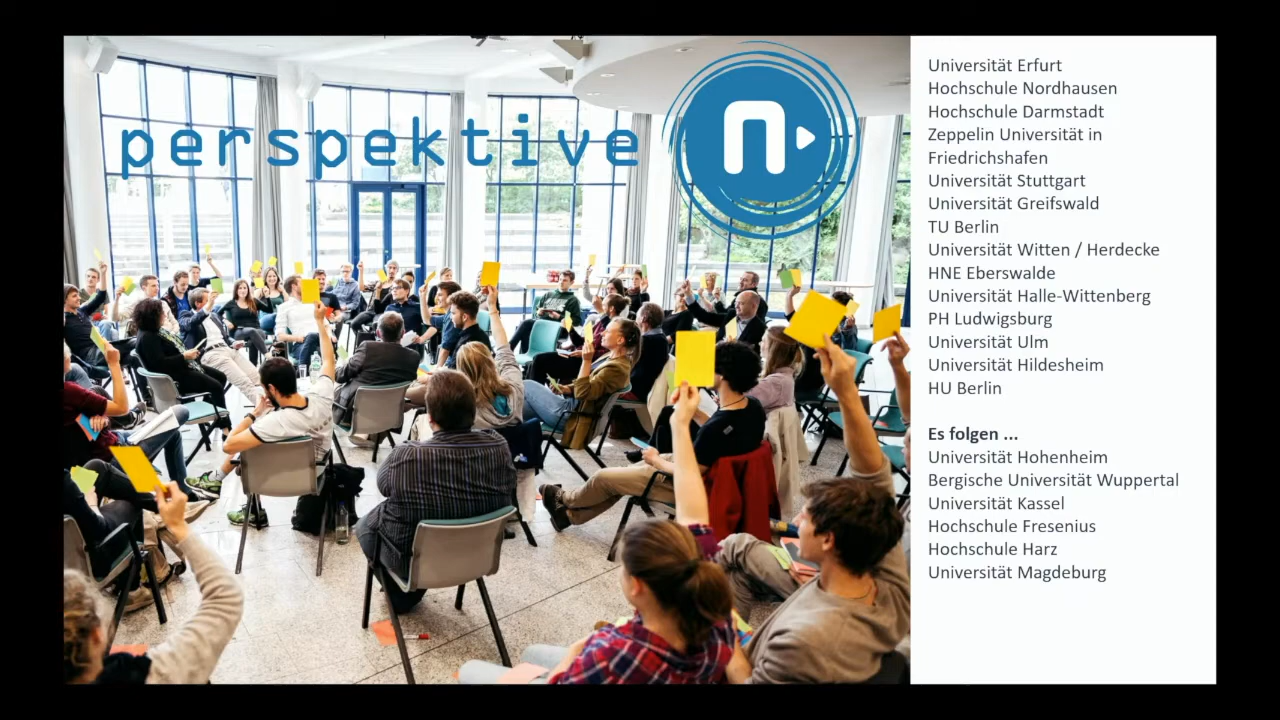 perspektive
n
Universität Erfurt
Hochschule Nordhausen
Hochschule Darmstadt
Zeppelin Universität in
Friedrichshafen
Universität Stuttgart
Universität Greifswald
TU Berlin
Universität Witten / Herdecke
HNE Eberswalde
Universität Halle-Wittenberg
PH Ludwigsburg
Universität Ulm
Universität Hildesheim
HU Berlin
Es folgen ...
Universität Hohenheim
Bergische Universität Wuppertal
Universität Kassel
Hochschule Fresenius
Hochschule Harz
Universität Magdeburg